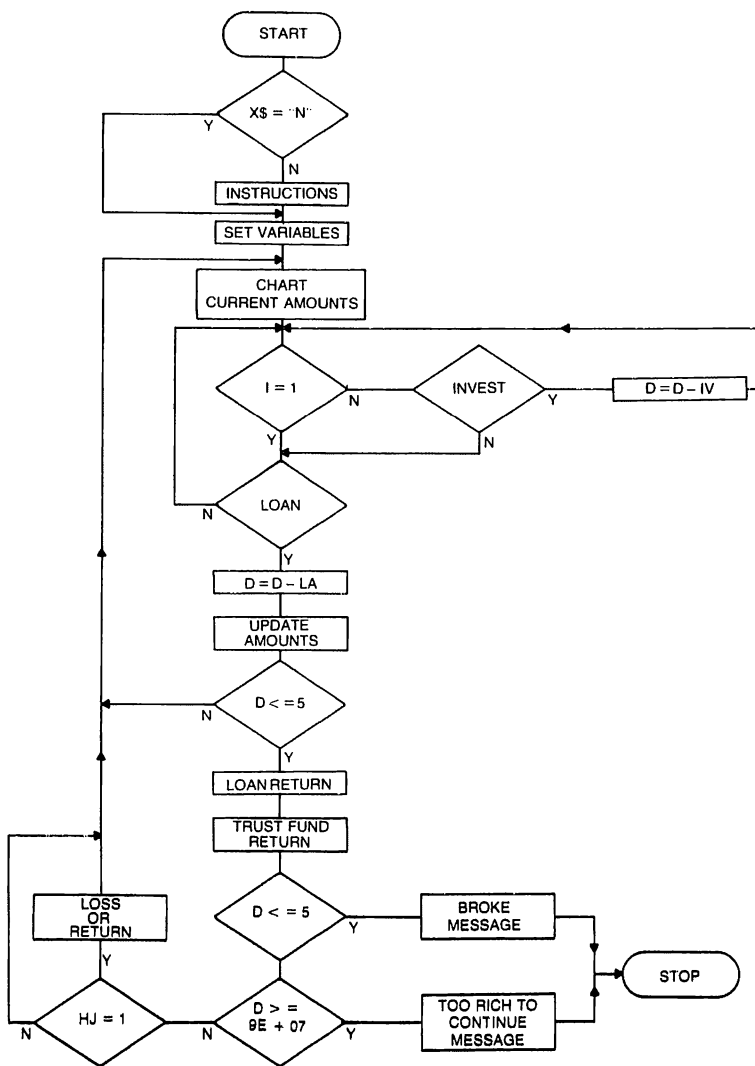 START
X$ = "N"
Y
N
INSTRUCTIONS
SET VARIABLES
CHART
CURRENT AMOUNTS
I = 1
N
INVEST
Y
D = D – IV
Y
N
LOAN
N
Y
D = D – LA
UPDATE
AMOUNTS
D < = 5
N
Y
LOAN RETURN
TRUST FUND
RETURN
LOSS
OR
RETURN
D < = 5
Y
BROKE
MESSAGE
Y
STOP
HJ = 1
N
N
D > =
9E + 07
Y
TOO RICH TO
CONTINUE
MESSAGE